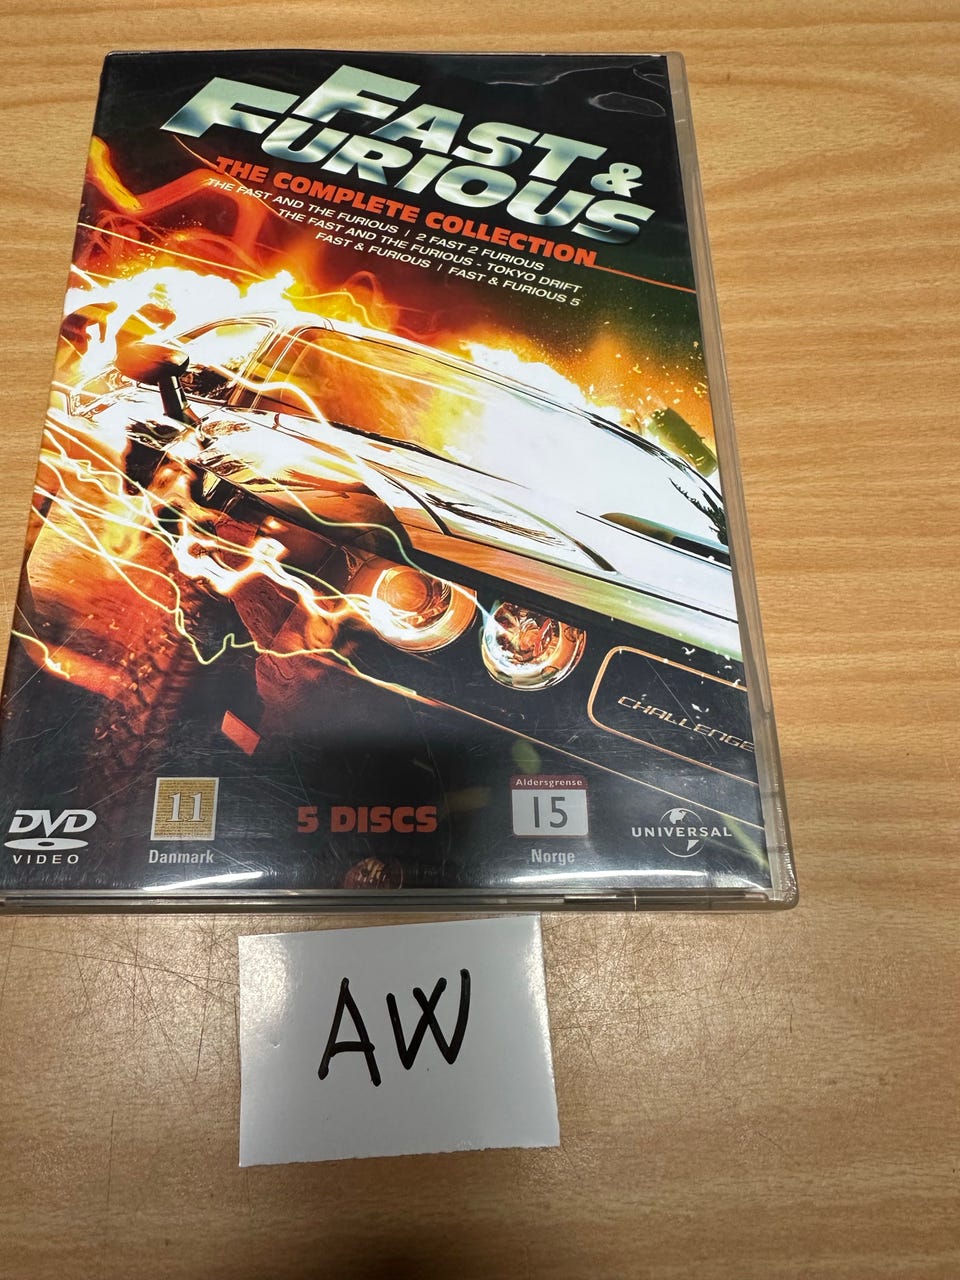 FAST &
FURIOUS
THE COMPLETE COLLECTION
THE FAST AND THE FURIOUS | 2 FAST 2 FURIOUS
THE FAST AND THE FURIOUS - TOKYO DRIFT
FAST & FURIOUS | FAST & FURIOUS 5
CHALLENGE
DVD
VIDEO
11
Danmark
5 DISCS
Aldersgrense
15
Norge
UNIVERSAL
AW